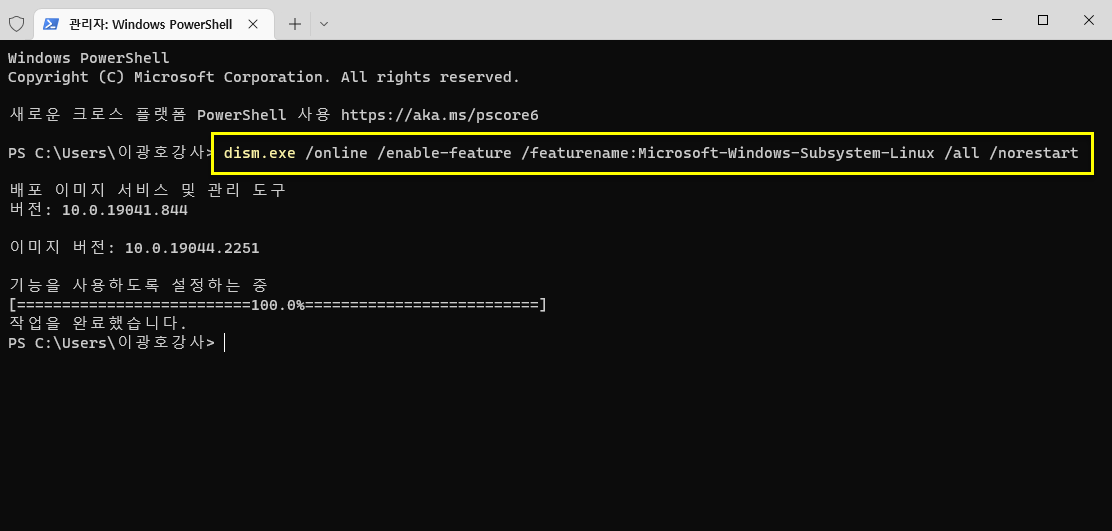 관리자: Windows PowerShell
Windows PowerShell
Copyright (C) Microsoft Corporation. All rights reserved.
새로운 크로스 플랫폼 PowerShell 사용 https://aka.ms/pscore6
PS C:\Users\이광호강사> dism.exe /online /enable-feature /featurename:Microsoft-Windows-Subsystem-Linux /all /norestart
배포 이미지 서비스 및 관리 도구
버전: 10.0.19041.844
이미지 버전: 10.0.19044.2251
기능을 사용하도록 설정하는 중
[==========================100.0%==========================]
작업을 완료했습니다.
PS C:\Users\이광호강사>